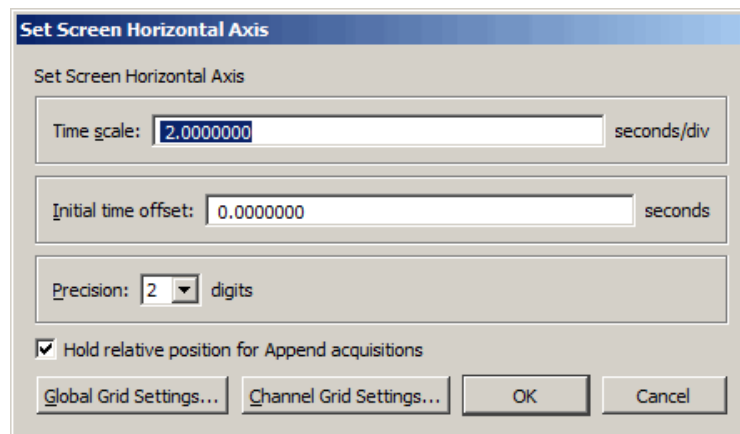 Set Screen Horizontal Axis
Set Screen Horizontal Axis
Time scale: 2.0000000 seconds/div
Initial time offset: 0.0000000 seconds
Precision: 2 digits
Hold relative position for Append acquisitions
Global Grid Settings... Channel Grid Settings... OK Cancel